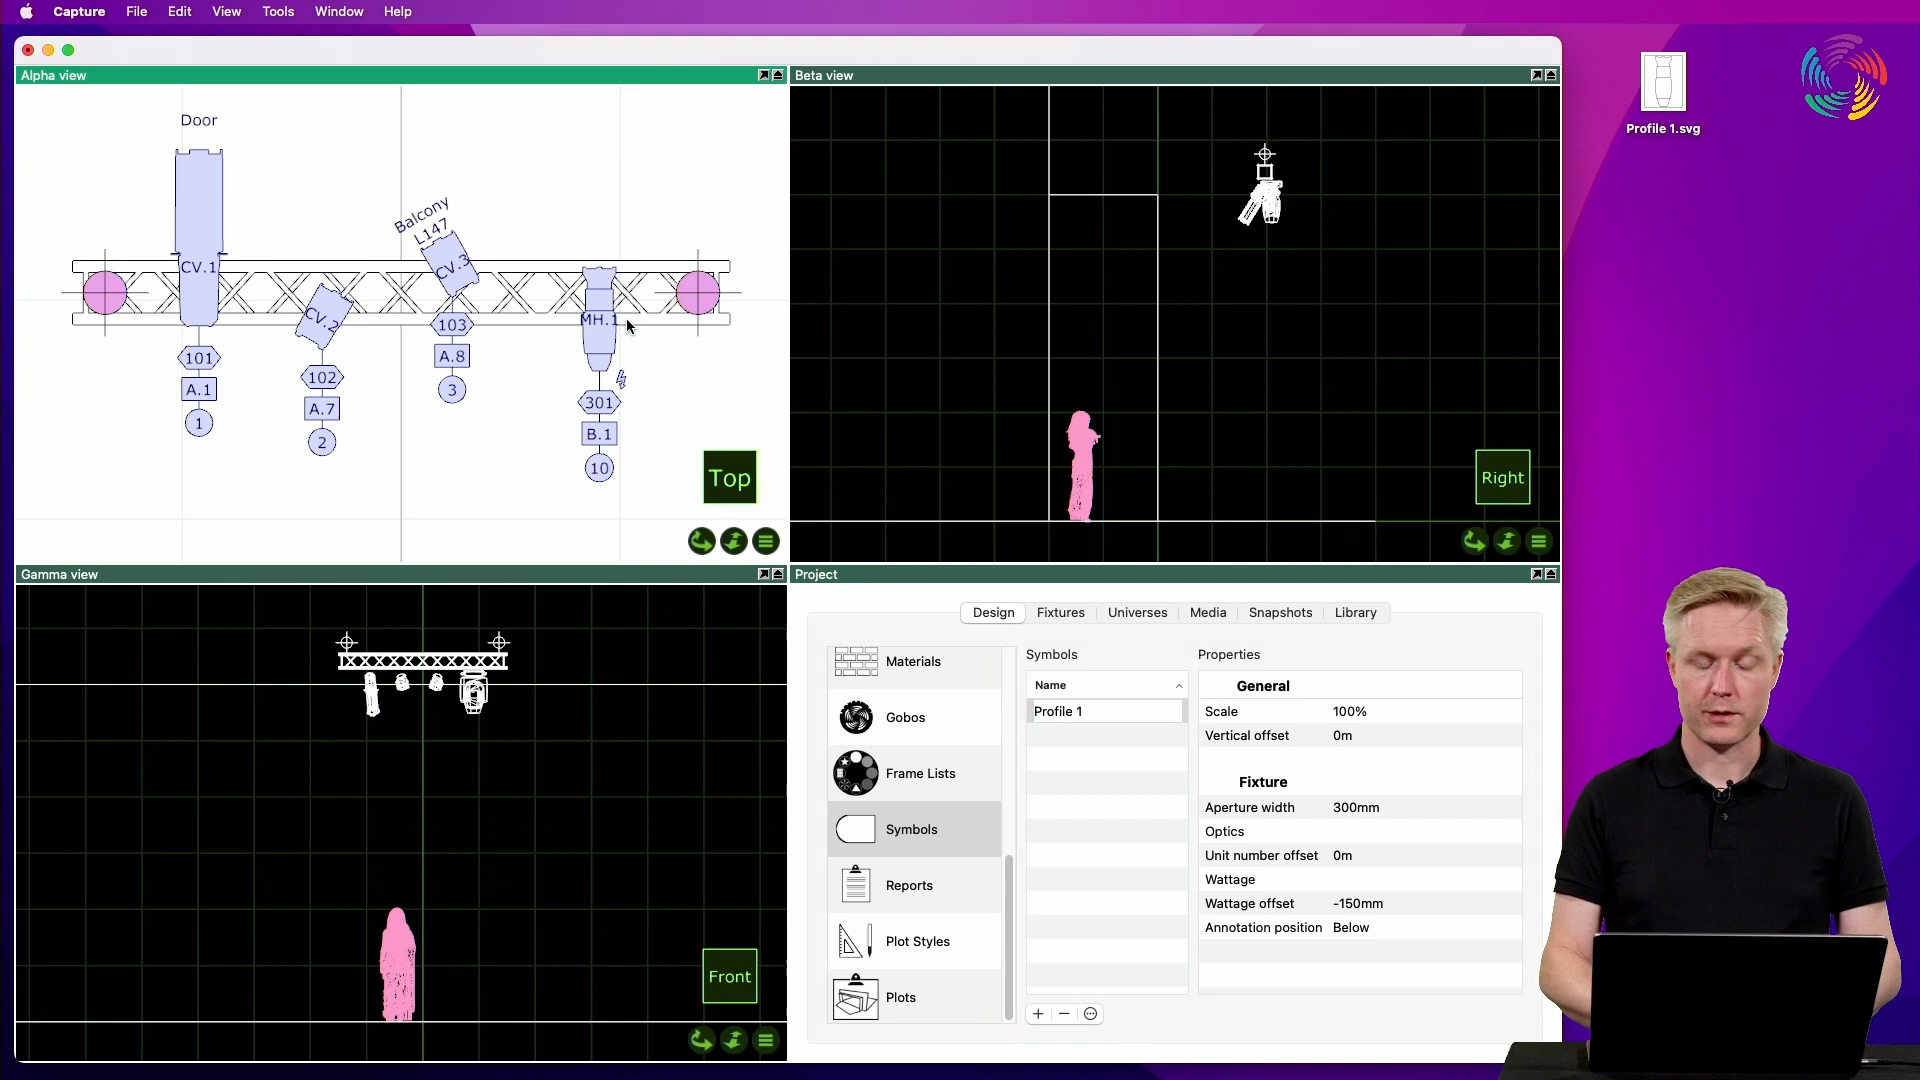 Capture File Edit View Tools Window Help
Alpha view
Door
Balcony
L147
CV.1
CV.2
CV.3
MH.1
101
A.1
1
102
A.7
2
103
A.8
3
301
B.1
10
Top
Beta view
Right
Profile 1.svg
Gamma view
Front
Project
Design Fixtures Universes Media Snapshots Library
Materials
Gobos
Frame Lists
Symbols
Reports
Plot Styles
Plots
Symbols
Name
Profile 1
Properties
General
Scale 100%
Vertical offset 0m
Fixture
Aperture width 300mm
Optics
Unit number offset 0m
Wattage
Wattage offset -150mm
Annotation position Below